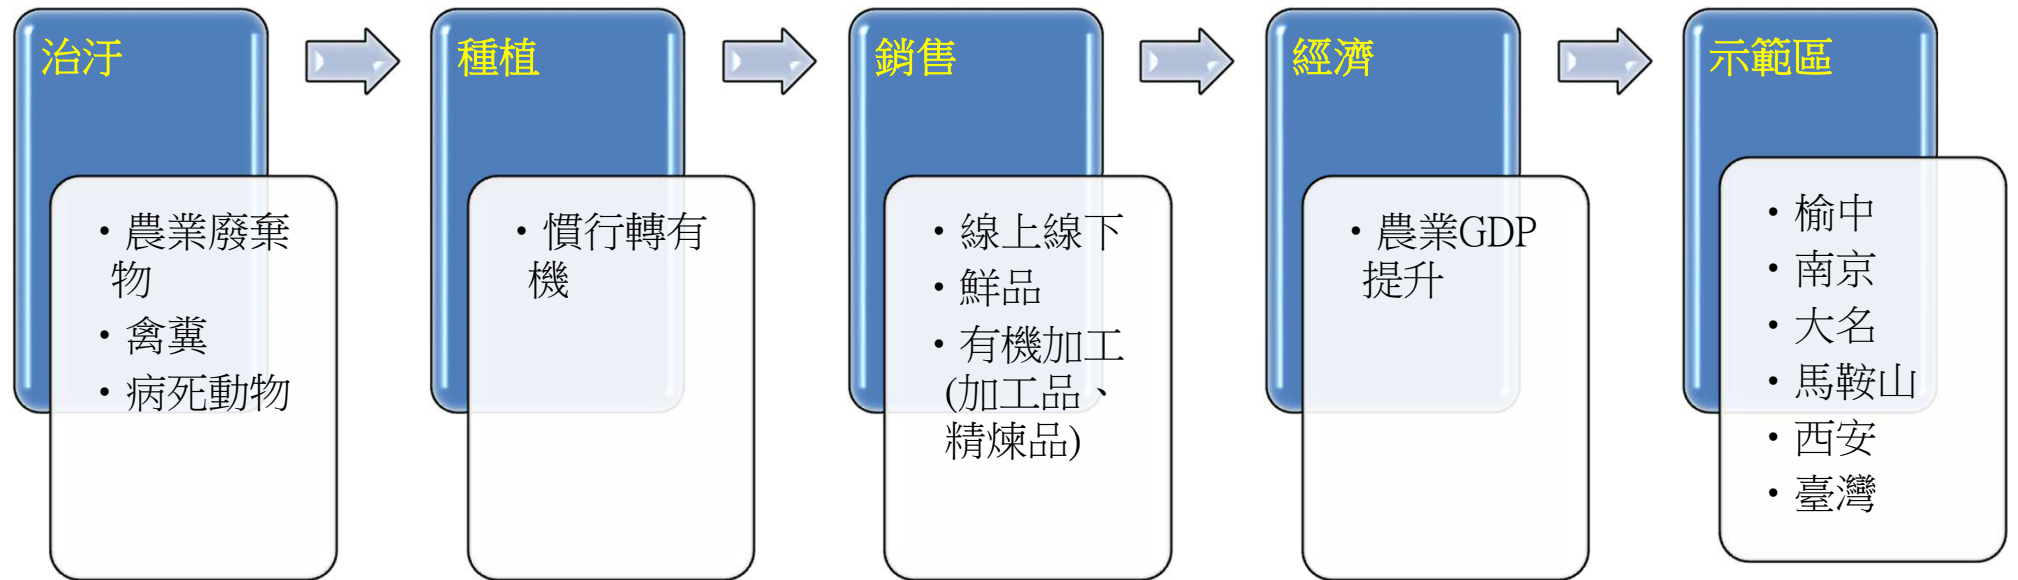 治汙
• 農業廢棄
物
• 禽糞
• 病死動物
種植
• 慣行轉有
機
銷售
• 線上線下
• 鮮品
• 有機加工
(加工品、
精煉品)
經濟
• 農業GDP
提升
示範區
• 榆中
• 南京
• 大名
• 馬鞍山
• 西安
• 臺灣